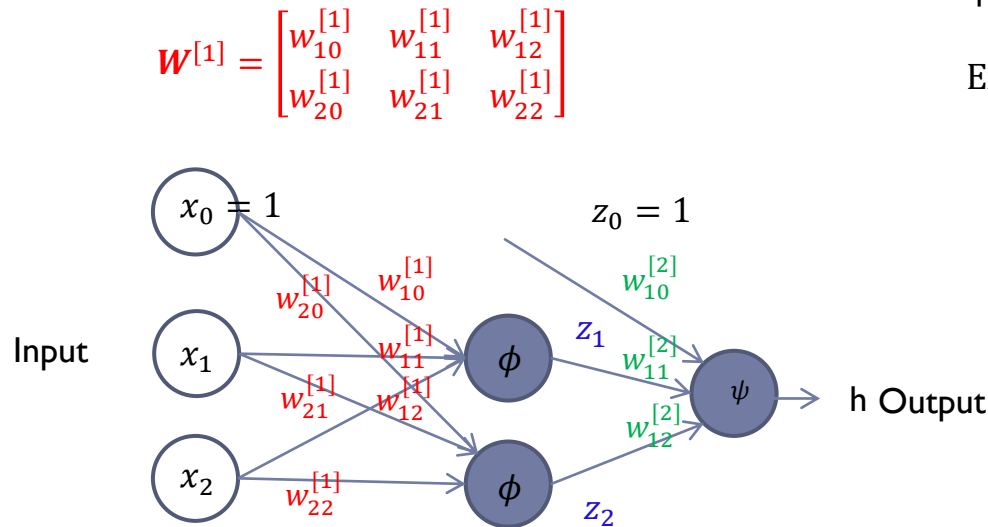 W^[1] = [w_10^[1] w_11^[1] w_12^[1]
w_20^[1] w_21^[1] w_22^[1]]
E
x_0 = 1
z_0 = 1
w_20^[1]
w_10^[1]
w_10^[2]
Input
x_1
w_11^[1]
ϕ
z_1
w_11^[2]
w_21^[1]
w_12^[1]
ψ
h Output
w_12^[2]
x_2
w_22^[1]
ϕ
z_2